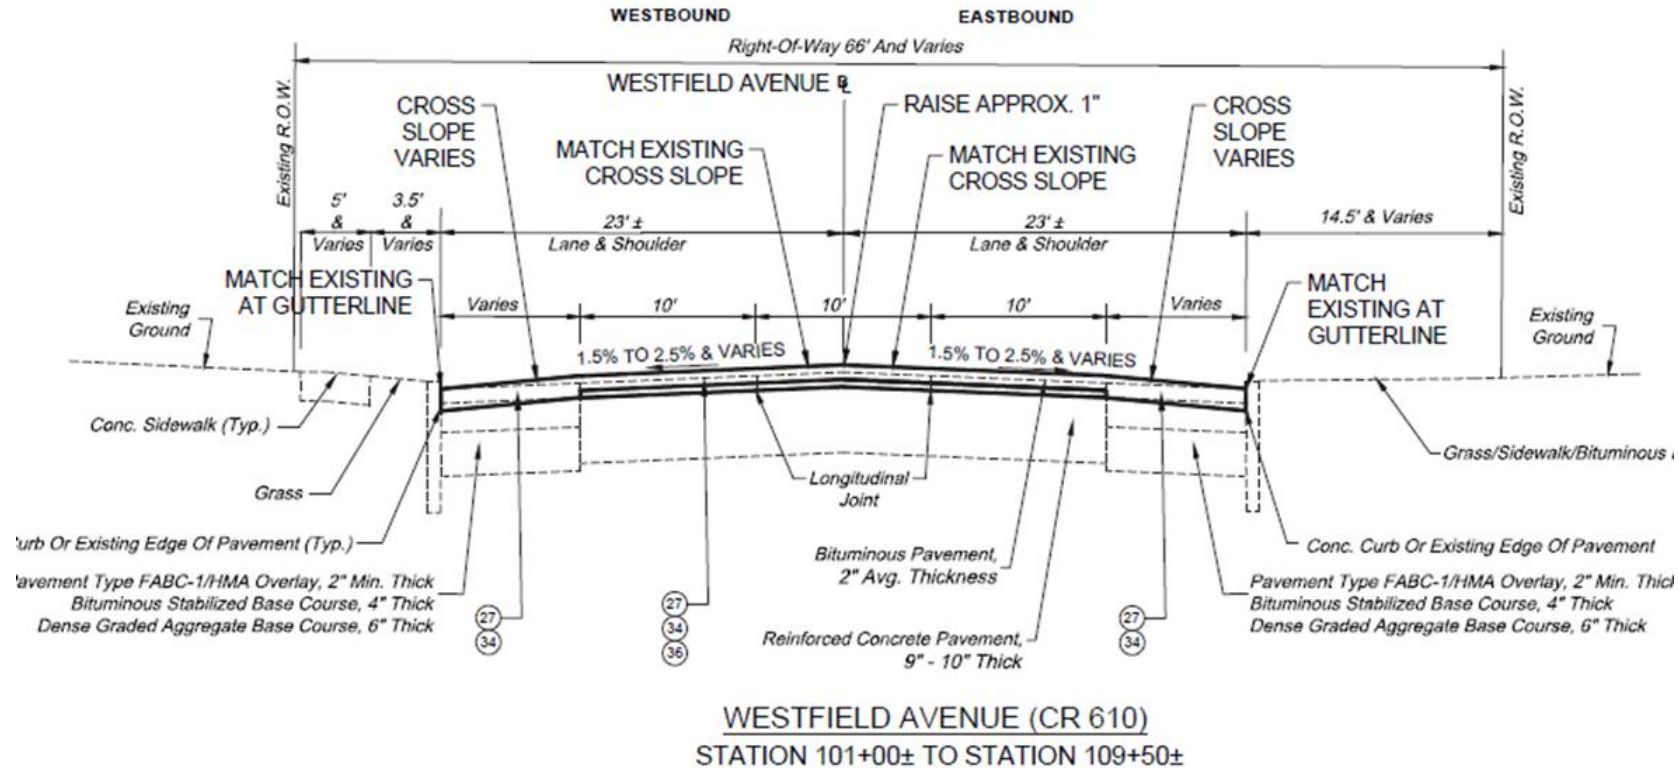 WESTBOUND
EASTBOUND
Right-Of-Way 66' And Varies
WESTFIELD AVENUE ℄
Existing R.O.W.
CROSS
SLOPE
VARIES
RAISE APPROX. 1"
CROSS
SLOPE
VARIES
Existing R.O.W.
MATCH EXISTING
CROSS SLOPE
MATCH EXISTING
CROSS SLOPE
5'
&
Varies
3.5'
&
Varies
23' ±
Lane & Shoulder
23' ±
Lane & Shoulder
14.5' & Varies
MATCH EXISTING
AT GUTTERLINE
MATCH
EXISTING AT
GUTTERLINE
Existing
Ground
Varies
10'
10'
10'
Varies
Existing
Ground
1.5% TO 2.5% & VARIES
1.5% TO 2.5% & VARIES
Conc. Sidewalk (Typ.)
Grass
Longitudinal
Joint
Grass/Sidewalk/Bituminous
Or Existing Edge Of Pavement (Typ.)
Conc. Curb Or Existing Edge Of Pavement
Bituminous Pavement,
2" Avg. Thickness
Type FABC-1/HMA Overlay, 2" Min. Thick
Bituminous Stabilized Base Course, 4" Thick
Dense Graded Aggregate Base Course, 6" Thick
27
34
27
34
36
27
34
Pavement Type FABC-1/HMA Overlay, 2" Min. Thick
Bituminous Stabilized Base Course, 4" Thick
Dense Graded Aggregate Base Course, 6" Thick
Reinforced Concrete Pavement,
9" - 10" Thick
WESTFIELD AVENUE (CR 610)
STATION 101+00± TO STATION 109+50±